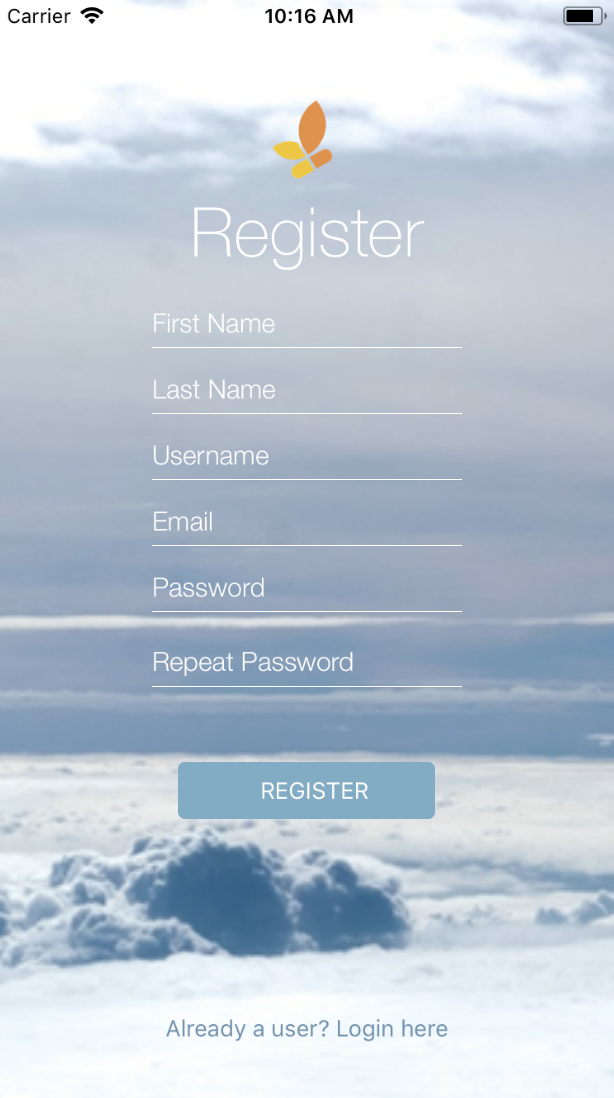 Carrier 10:16 AM
Register
First Name
Last Name
Username
Email
Password
Repeat Password
REGISTER
Already a user? Login here